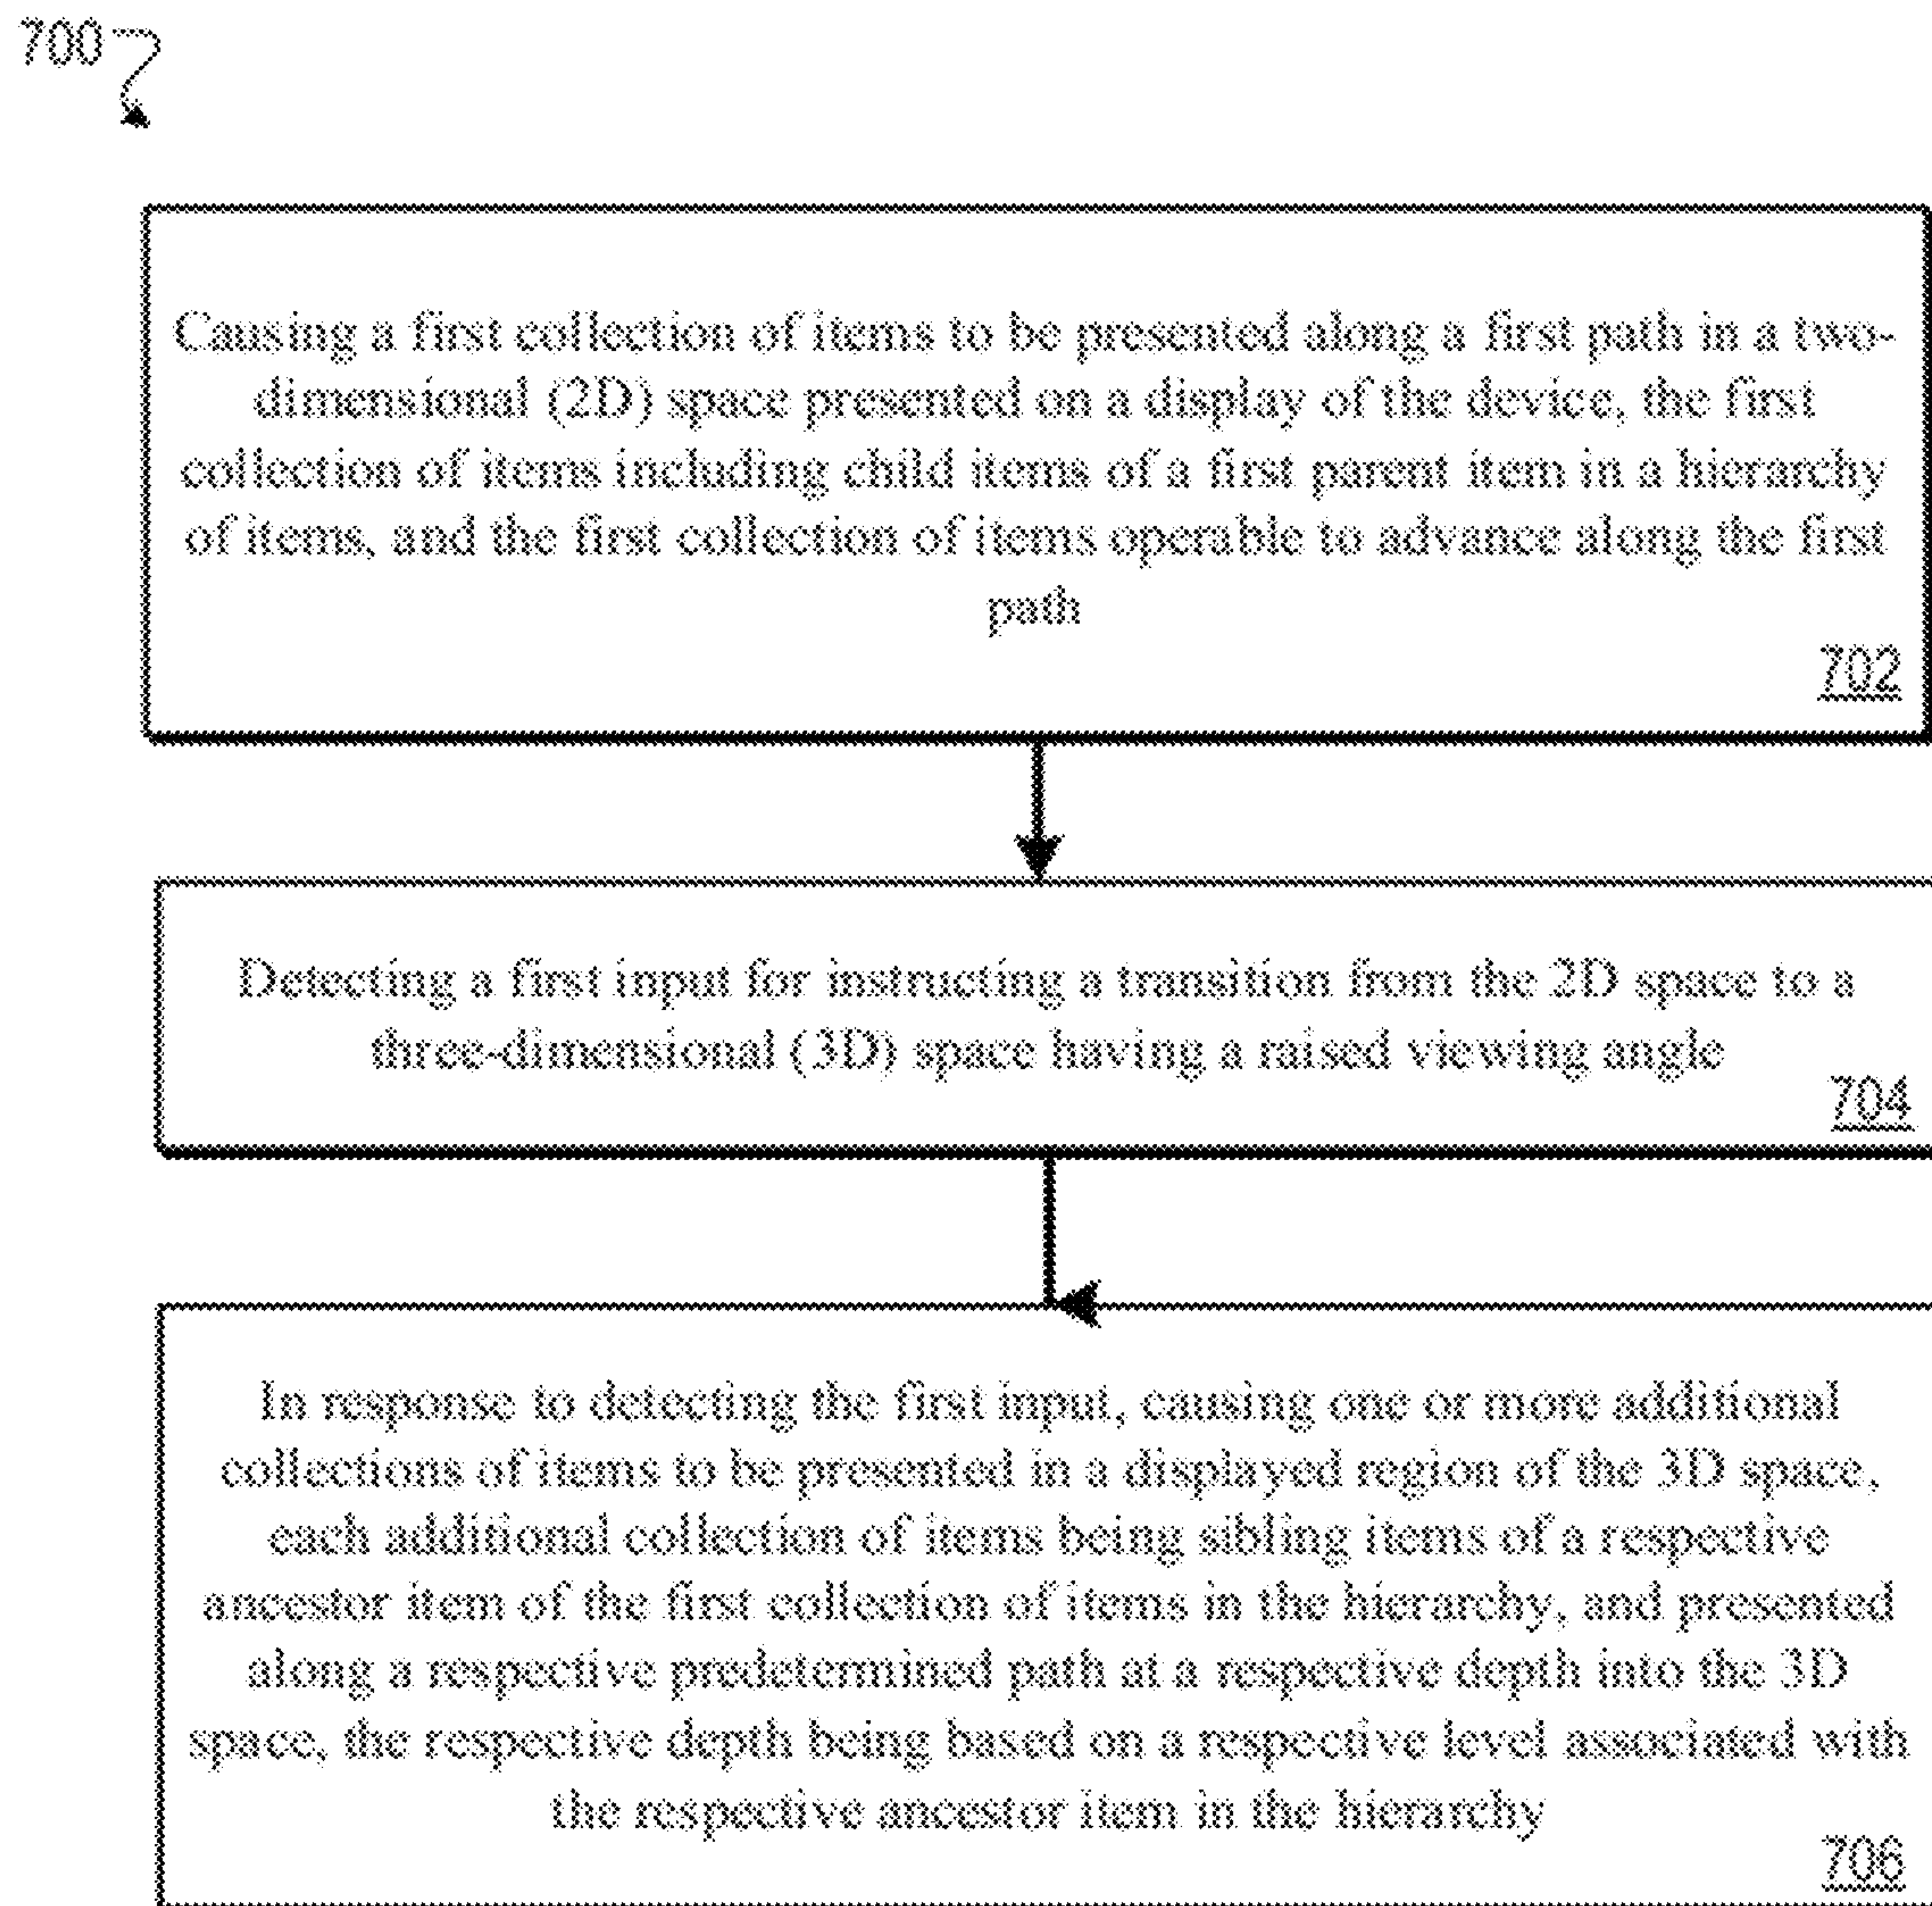 700
Causing a first collection of items to be presented along a first path in a two-
dimensional (2D) space presented on a display of the device, the first
collection of items including child items of a first parent item in a hierarchy
of items, and the first collection of items operable to advance along the first
path
702
Detecting a first input for instructing a transition from the 2D space to a
three-dimensional (3D) space having a raised viewing angle
704
In response to detecting the first input, causing one or more additional
collections of items to be presented in a displayed region of the 3D space,
each additional collection of items being sibling items of a respective
ancestor item of the first collection of items in the hierarchy, and presented
along a respective predetermined path at a respective depth into the 3D
space, the respective depth being based on a respective level associated with
the respective ancestor item in the hierarchy
706